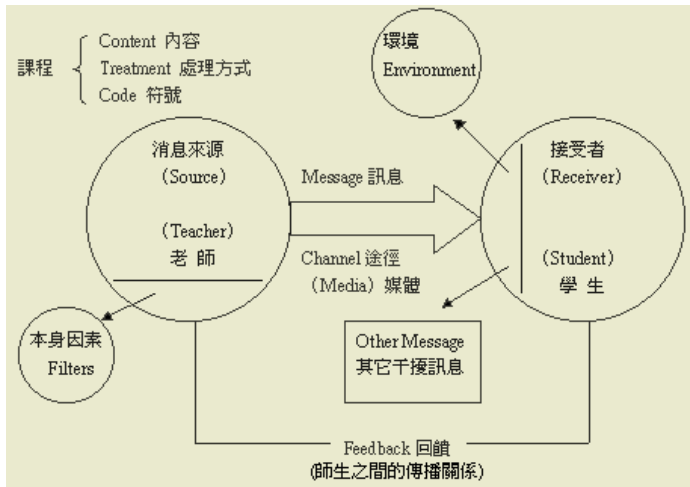 課程
Content 內容
Treatment 處理方式
Code 符號
環境
Environment
消息來源
(Source)
(Teacher)
老 師
Message 訊息
Channel 途徑
(Media) 媒體
接受者
(Receiver)
(Student)
學 生
本身因素
Filters
Other Message
其它干擾訊息
Feedback 回饋
(師生之間的傳播關係)